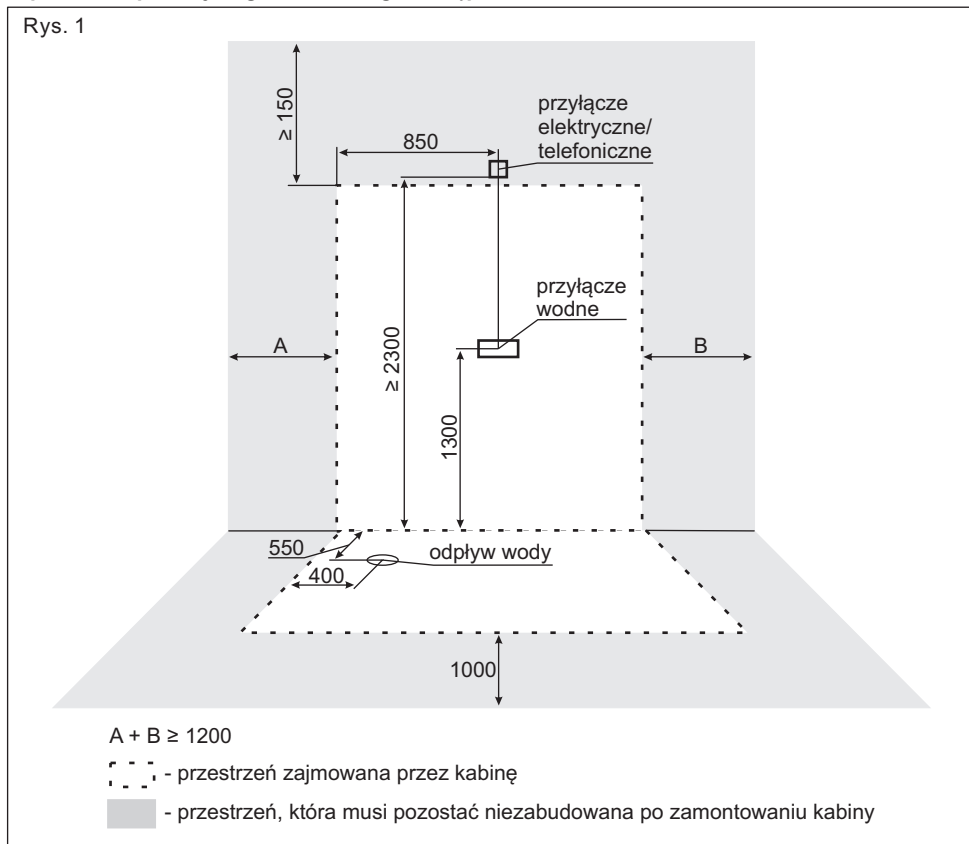 Rys. 1
≥ 150
850
przyłącze
elektryczne/
telefoniczne
przyłącze
wodne
A
≥ 2300
B
1300
550
400
odpływ wody
1000
A + B ≥ 1200
- przestrzeń zajmowana przez kabinę
- przestrzeń, która musi pozostać niezabudowana po zamontowaniu kabiny